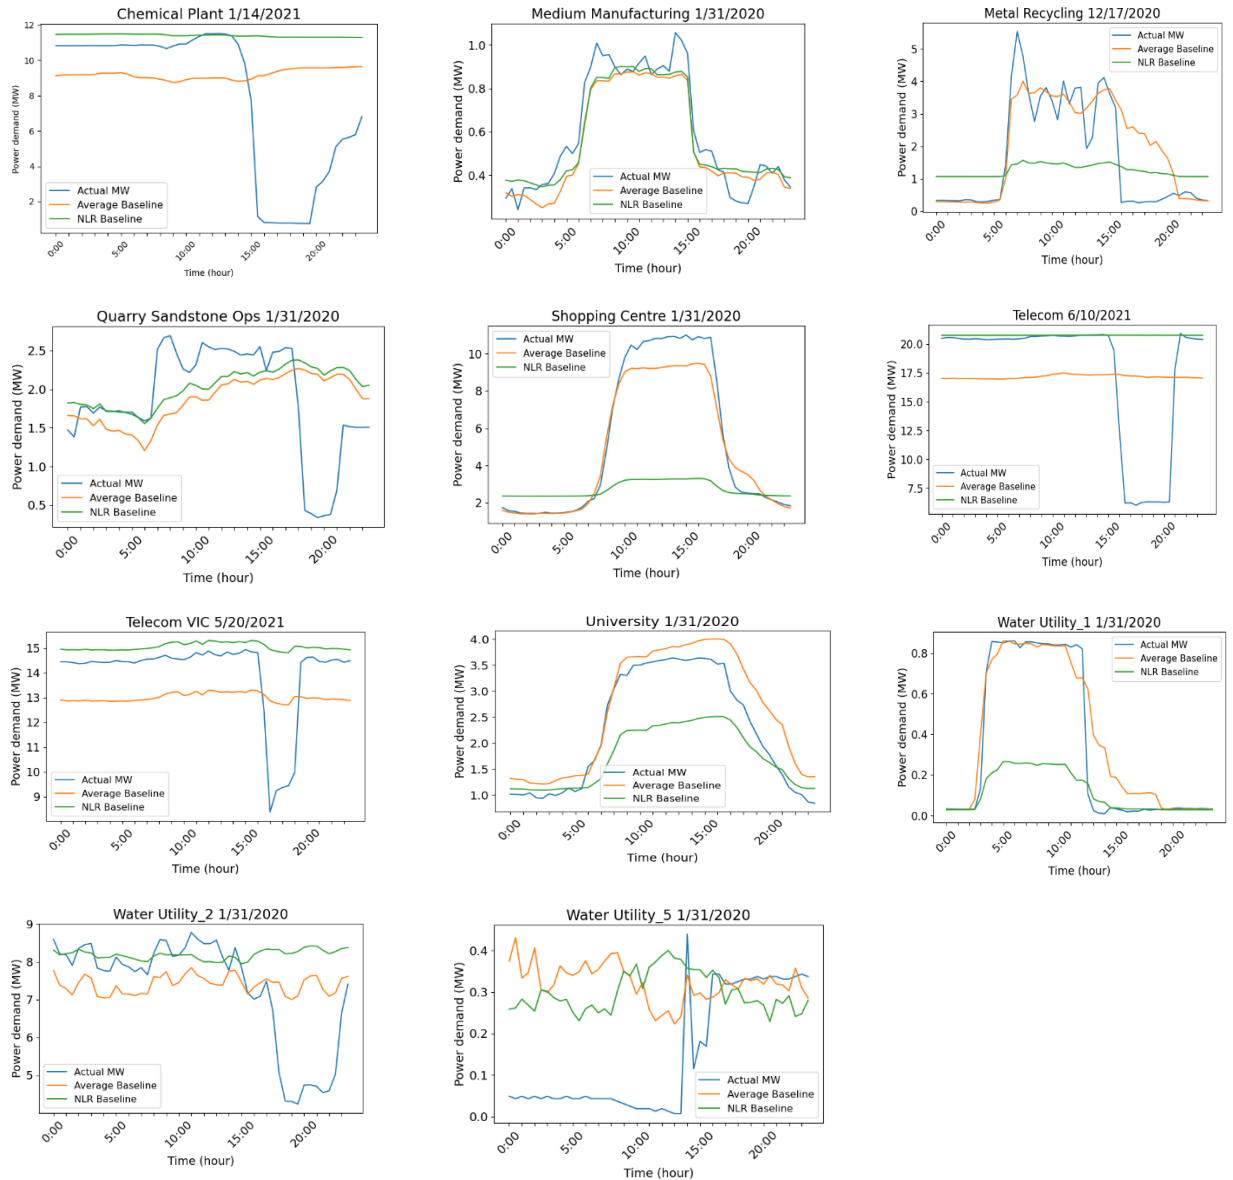 Chemical Plant 1/14/2021
Power demand (MW)
12
10
8
6
4
2
Actual MW
Average Baseline
NLR Baseline
0:00
5:00
10:00
15:00
20:00
Time (hour)
Medium Manufacturing 1/31/2020
Power demand (MW)
1.0
0.8
0.6
0.4
Actual MW
Average Baseline
NLR Baseline
0:00
5:00
10:00
15:00
20:00
Time (hour)
Metal Recycling 12/17/2020
Power demand (MW)
5
4
3
2
1
0
Actual MW
Average Baseline
NLR Baseline
0:00
5:00
10:00
15:00
20:00
Time (hour)
Quarry Sandstone Ops 1/31/2020
Power demand (MW)
2.5
2.0
1.5
1.0
0.5
Actual MW
Average Baseline
NLR Baseline
0:00
5:00
10:00
15:00
20:00
Time (hour)
Shopping Centre 1/31/2020
Power demand (MW)
10
8
6
4
2
Actual MW
Average Baseline
NLR Baseline
0:00
5:00
10:00
15:00
20:00
Time (hour)
Telecom 6/10/2021
Power demand (MW)
20.0
17.5
15.0
12.5
10.0
7.5
Actual MW
Average Baseline
NLR Baseline
0:00
5:00
10:00
15:00
20:00
Time (hour)
Telecom VIC 5/20/2021
Power demand (MW)
15
14
13
12
11
10
9
Actual MW
Average Baseline
NLR Baseline
0:00
5:00
10:00
15:00
20:00
Time (hour)
University 1/31/2020
Power demand (MW)
4.0
3.5
3.0
2.5
2.0
1.5
1.0
Actual MW
Average Baseline
NLR Baseline
0:00
5:00
10:00
15:00
20:00
Time (hour)
Water Utility_1 1/31/2020
Power demand (MW)
0.8
0.6
0.4
0.2
0.0
Actual MW
Average Baseline
NLR Baseline
0:00
5:00
10:00
15:00
20:00
Time (hour)
Water Utility_2 1/31/2020
Power demand (MW)
9
8
7
6
5
Actual MW
Average Baseline
NLR Baseline
0:00
5:00
10:00
15:00
20:00
Time (hour)
Water Utility_5 1/31/2020
Power demand (MW)
0.4
0.3
0.2
0.1
0.0
Actual MW
Average Baseline
NLR Baseline
0:00
5:00
10:00
15:00
20:00
Time (hour)